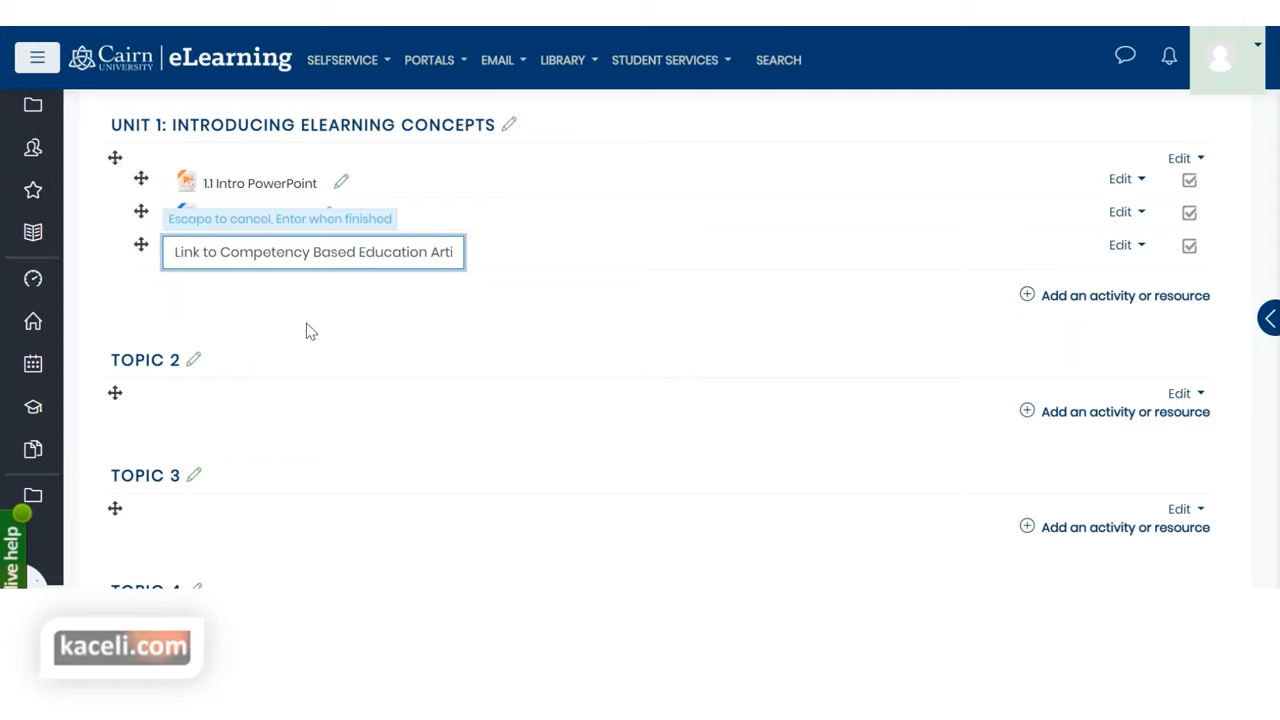 Cairn UNIVERSITY eLearning SELFSERVICE PORTALS EMAIL LIBRARY STUDENT SERVICES SEARCH
UNIT 1: INTRODUCING ELEARNING CONCEPTS
Edit
1.1 Intro PowerPoint Edit
Escape to cancel, Enter when finished Edit
Link to Competency Based Education Arti Edit
Add an activity or resource
TOPIC 2
Edit
Add an activity or resource
TOPIC 3
Edit
Add an activity or resource
live help
kaceli.com